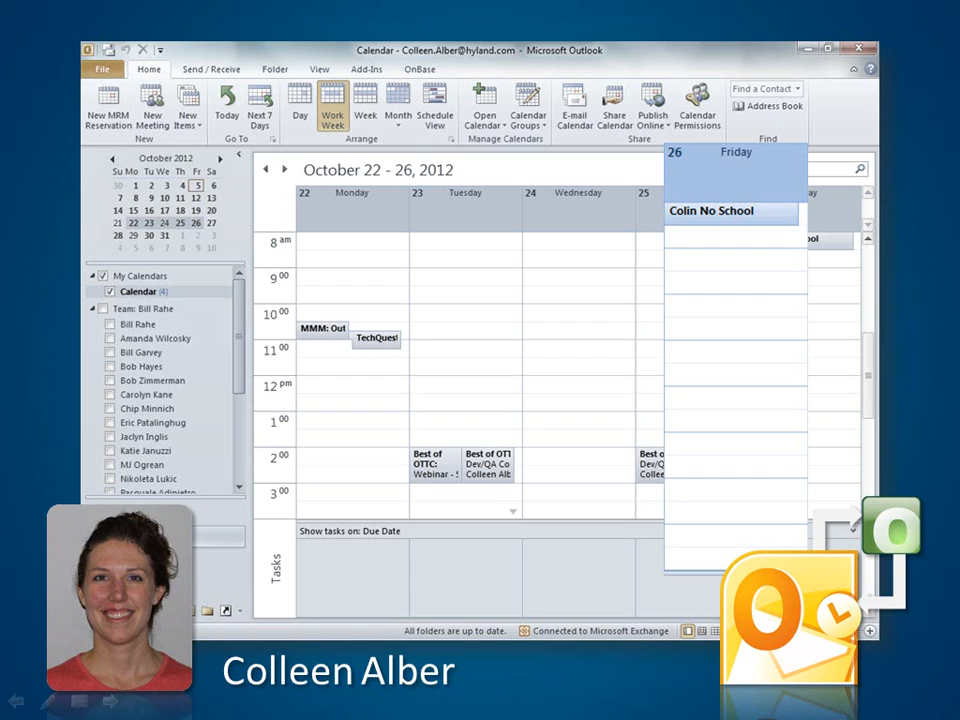 Calendar - Colleen.Alber@hyland.com - Microsoft Outlook
File Home Send / Receive Folder View Add-Ins OnBase
New MRM Reservation
New Meeting
New Items
Today
Next 7 Days
Day
Work Week
Week
Month
Schedule View
Open Calendar
Calendar Groups
E-mail Calendar
Share Calendar
Publish Online
Calendar Permissions
Find a Contact
Address Book
New Go To Arrange Manage Calendars Share Find
October 2012
Su Mo Tu We Th Fr Sa
30 1 2 3 4 5 6
7 8 9 10 11 12 13
14 15 16 17 18 19 20
21 22 23 24 25 26 27
28 29 30 31 1 2 3
4 5 6 7 8 9 10
My Calendars
Calendar (4)
Team: Bill Rahe
Bill Rahe
Amanda Wilcosky
Bill Garvey
Bob Hayes
Bob Zimmerman
Carolyn Kane
Chip Minnich
Eric Patalinghug
Jaclyn Inglis
Katie Januzzi
MJ Ogrean
Nikoleta Lukic
October 22 - 26, 2012
22 Monday 23 Tuesday 24 Wednesday 25
26 Friday
Colin No School
ool
8 am
9 00
10 00
MMM: Out
TechQuest
11 00
12 pm
1 00
2 00
Best of OTTC:
Webinar - S
Best of OTT
Dev/QA Co
Colleen Alb
Best o
Dev/Q
Collee
3 00
Show tasks on: Due Date
Tasks
All folders are up to date. Connected to Microsoft Exchange
O
O
Colleen Alber